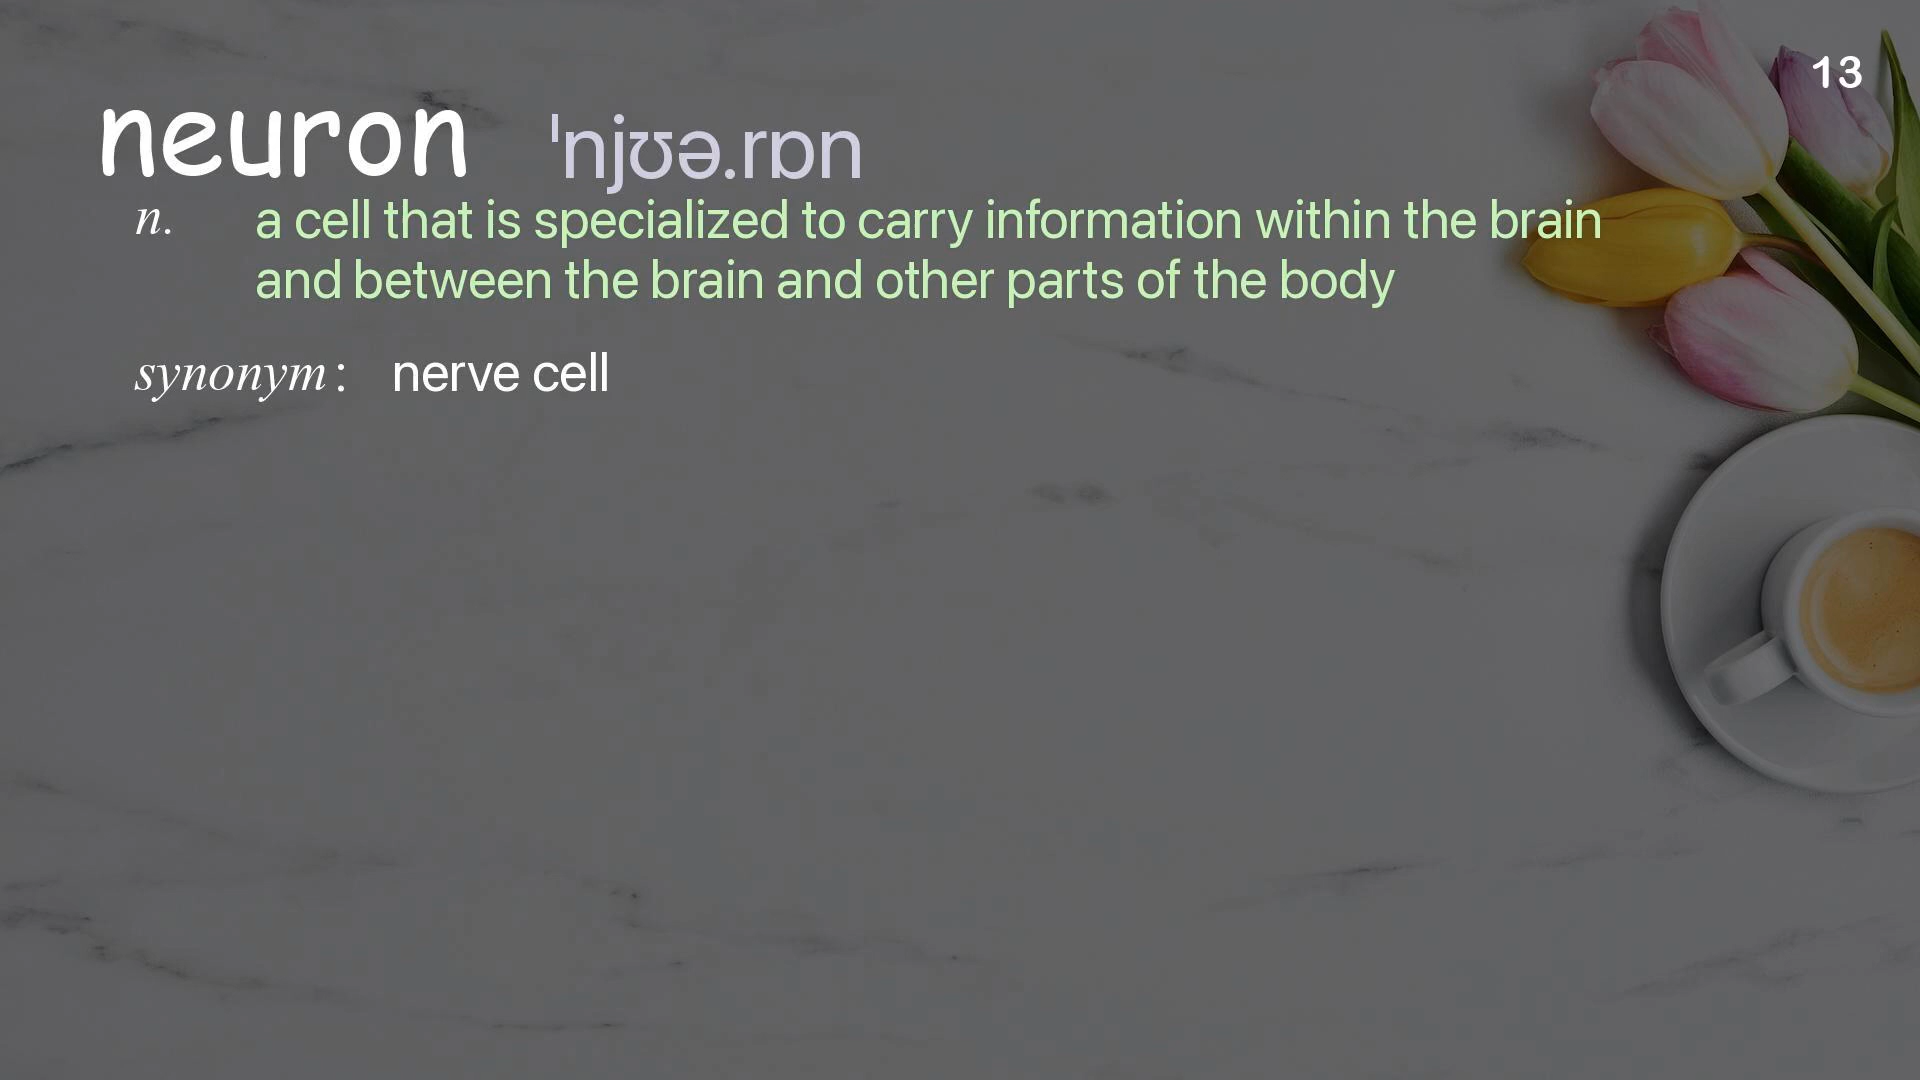 13
neuron ˈnjʊə.rɒn
n. a cell that is specialized to carry information within the brain
and between the brain and other parts of the body
synonym: nerve cell